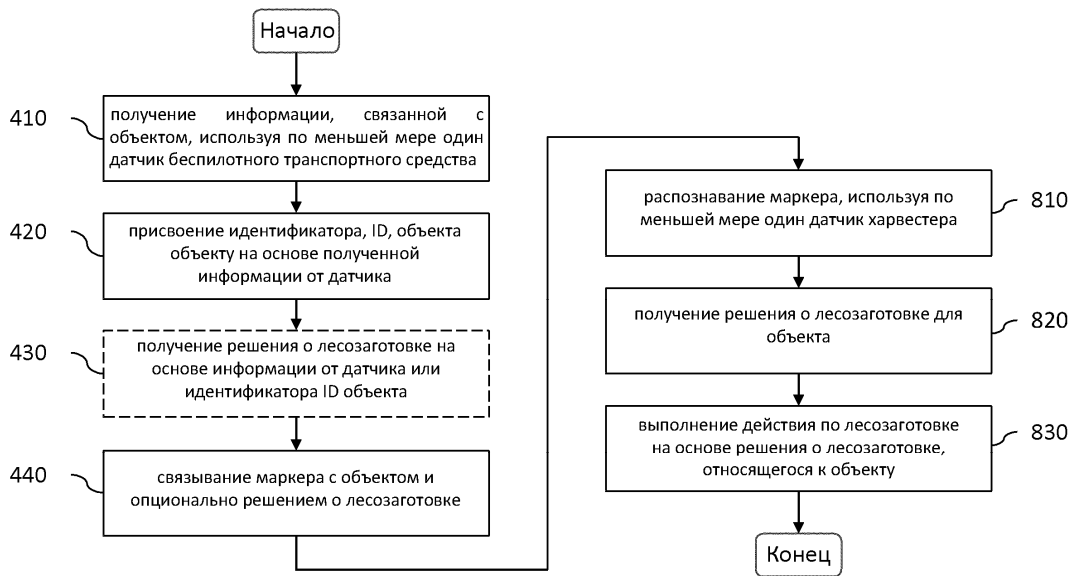 Начало
410
получение информации, связанной с
объектом, используя по меньшей мере один
датчик беспилотного транспортного средства
420
присвоение идентификатора, ID, объекта
объекту на основе полученной
информации от датчика
430
получение решения о лесозаготовке на
основе информации от датчика или
идентификатора ID объекта
440
связывание маркера с объектом и
опционально решением о лесозаготовке
распознавание маркера, используя по
меньшей мере один датчик харвестера
810
получение решения о лесозаготовке для
объекта
820
выполнение действия по лесозаготовке
на основе решения о лесозаготовке,
относящегося к объекту
830
Конец